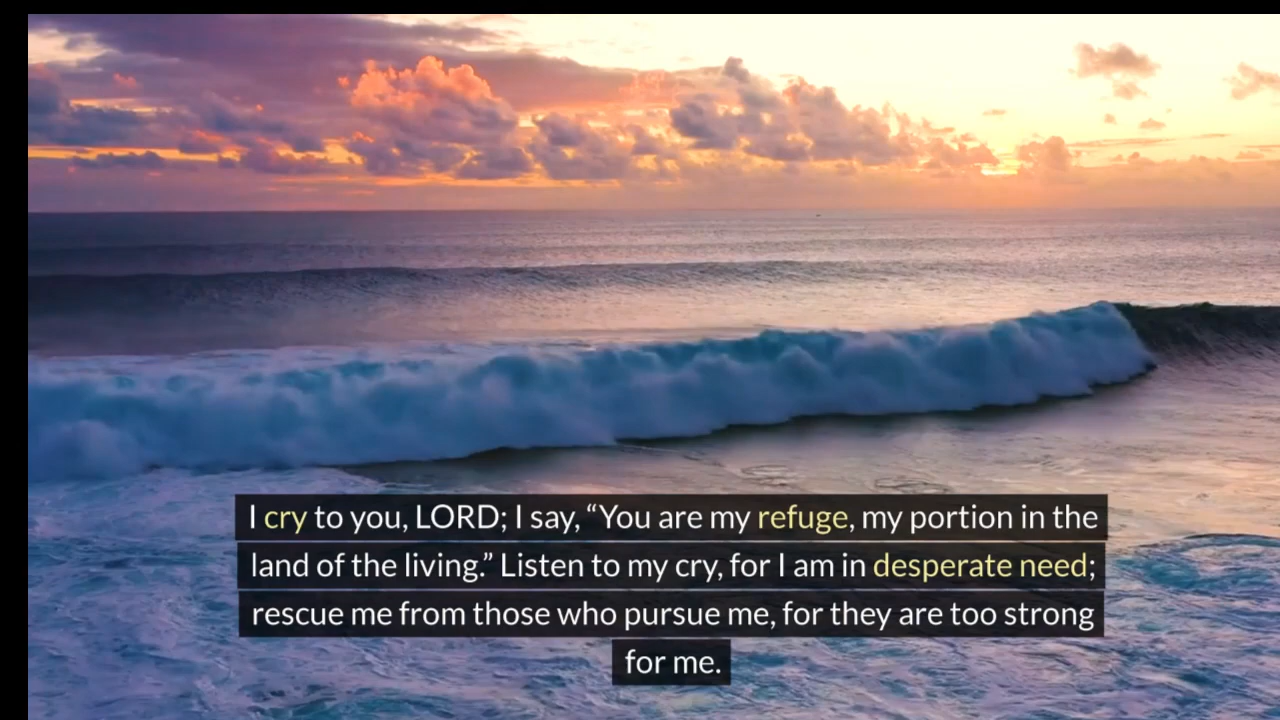 I cry to you, LORD; I say, “You are my refuge, my portion in the
land of the living.” Listen to my cry, for I am in desperate need;
rescue me from those who pursue me, for they are too strong
for me.